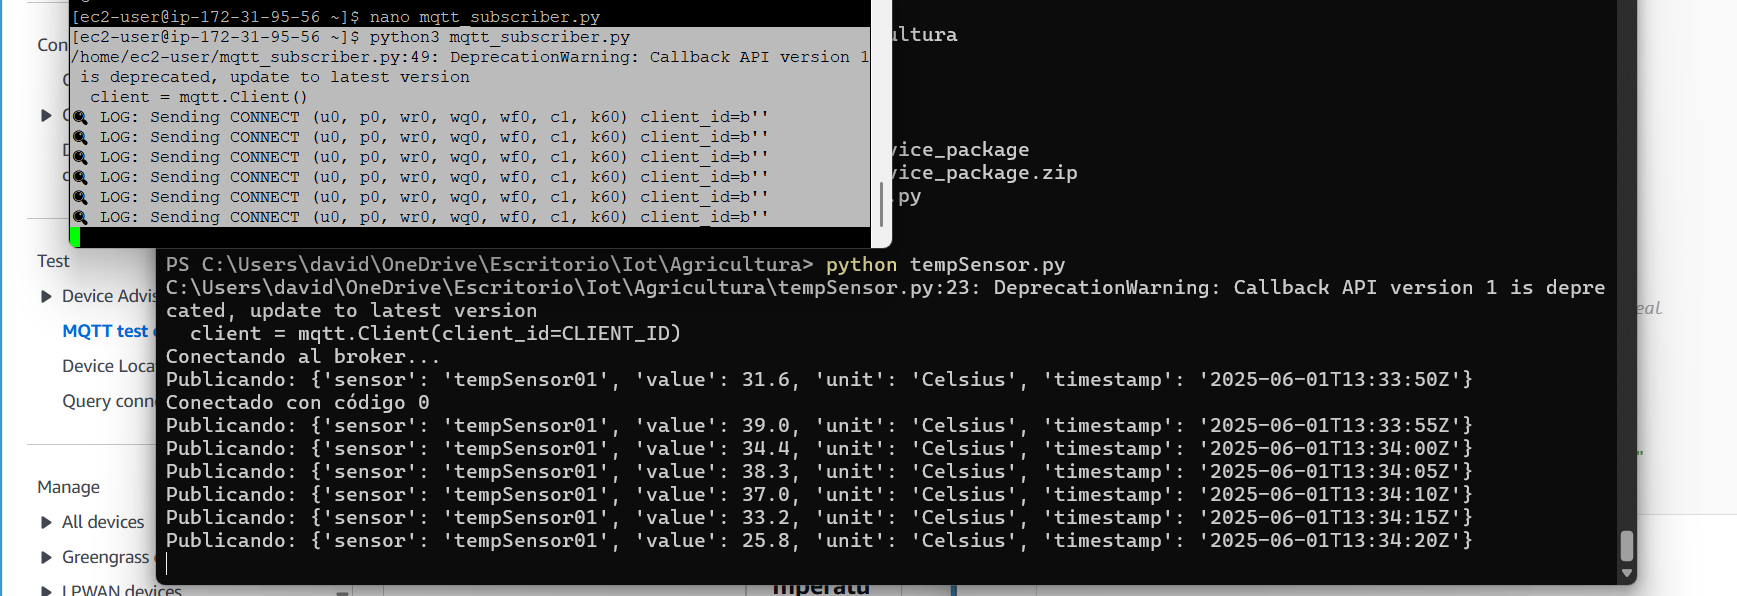 [ec2-user@ip-172-31-95-56 ~]$ nano mqtt_subscriber.py
[ec2-user@ip-172-31-95-56 ~]$ python3 mqtt_subscriber.py
/home/ec2-user/mqtt_subscriber.py:49: DeprecationWarning: Callback API version 1
is deprecated, update to latest version
client = mqtt.Client()
LOG: Sending CONNECT (u0, p0, wr0, wq0, wf0, c1, k60) client_id=b''
LOG: Sending CONNECT (u0, p0, wr0, wq0, wf0, c1, k60) client_id=b''
LOG: Sending CONNECT (u0, p0, wr0, wq0, wf0, c1, k60) client_id=b''
LOG: Sending CONNECT (u0, p0, wr0, wq0, wf0, c1, k60) client_id=b''
LOG: Sending CONNECT (u0, p0, wr0, wq0, wf0, c1, k60) client_id=b''
LOG: Sending CONNECT (u0, p0, wr0, wq0, wf0, c1, k60) client_id=b''
ultura
vice_package
vice_package.zip
.py
PS C:\Users\david\OneDrive\Escritorio\Iot\Agricultura> python tempSensor.py
C:\Users\david\OneDrive\Escritorio\Iot\Agricultura\tempSensor.py:23: DeprecationWarning: Callback API version 1 is depre
cated, update to latest version
client = mqtt.Client(client_id=CLIENT_ID)
Conectando al broker...
Publicando: {'sensor': 'tempSensor01', 'value': 31.6, 'unit': 'Celsius', 'timestamp': '2025-06-01T13:33:50Z'}
Conectado con código 0
Publicando: {'sensor': 'tempSensor01', 'value': 39.0, 'unit': 'Celsius', 'timestamp': '2025-06-01T13:33:55Z'}
Publicando: {'sensor': 'tempSensor01', 'value': 34.4, 'unit': 'Celsius', 'timestamp': '2025-06-01T13:34:00Z'}
Publicando: {'sensor': 'tempSensor01', 'value': 38.3, 'unit': 'Celsius', 'timestamp': '2025-06-01T13:34:05Z'}
Publicando: {'sensor': 'tempSensor01', 'value': 37.0, 'unit': 'Celsius', 'timestamp': '2025-06-01T13:34:10Z'}
Publicando: {'sensor': 'tempSensor01', 'value': 33.2, 'unit': 'Celsius', 'timestamp': '2025-06-01T13:34:15Z'}
Publicando: {'sensor': 'tempSensor01', 'value': 25.8, 'unit': 'Celsius', 'timestamp': '2025-06-01T13:34:20Z'}
Con
Test
Device Advis
MQTT test
Device Loca
Query conn
Manage
All devices
Greengrass
LPWAN devices
eal.
mperatu